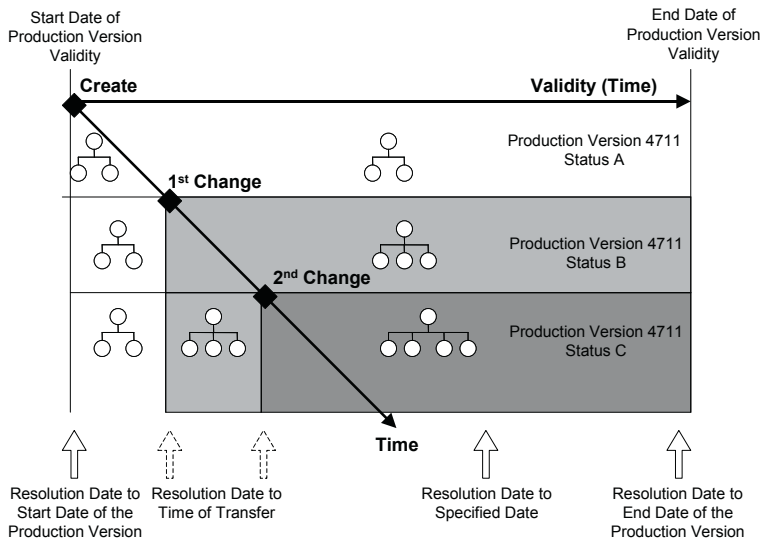 Start Date of
Production Version
Validity
End Date of
Production Version
Validity
Create
Validity (Time)
Production Version 4711
Status A
1st Change
Production Version 4711
Status B
2nd Change
Production Version 4711
Status C
Time
Resolution Date to
Start Date of the
Production Version
Resolution Date to
Time of Transfer
Resolution Date to
Specified Date
Resolution Date to
End Date of the
Production Version